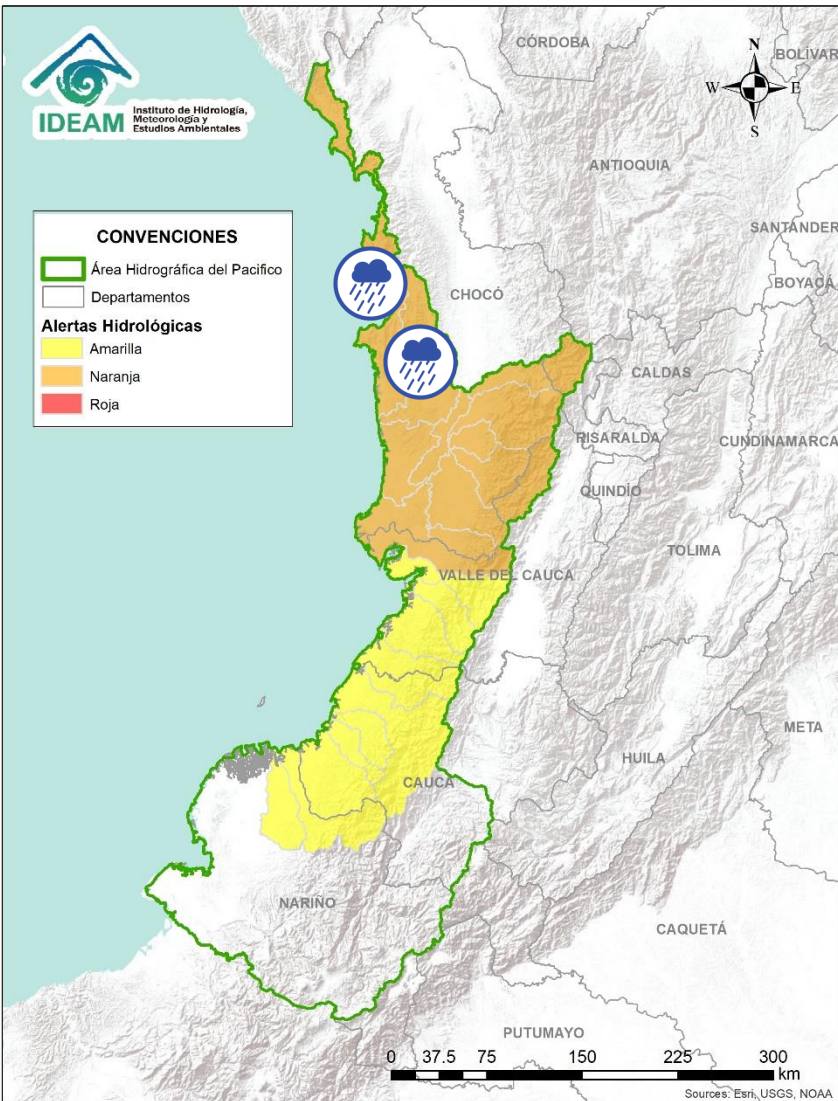 IDEAM
Instituto de Hidrología,
Meteorología y
Estudios Ambientales
CÓRDOBA
BOLÍVAR
N
W
E
S
ANTIOQUIA
SANTANDER
BOYACÁ
CONVENCIONES
Área Hidrográfica del Pacifico
Departamentos
Alertas Hidrológicas
Amarilla
Naranja
Roja
CHOCÓ
CALDAS
RISARALDA
CUNDINAMARCA
QUINDÍO
TOLIMA
VALLE DEL CAUCA
META
HUILA
CAUCA
NARIÑO
CAQUETÁ
PUTUMAYO
0 37.5 75 150 225 300
km
Sources: Esri, USGS, NOAA